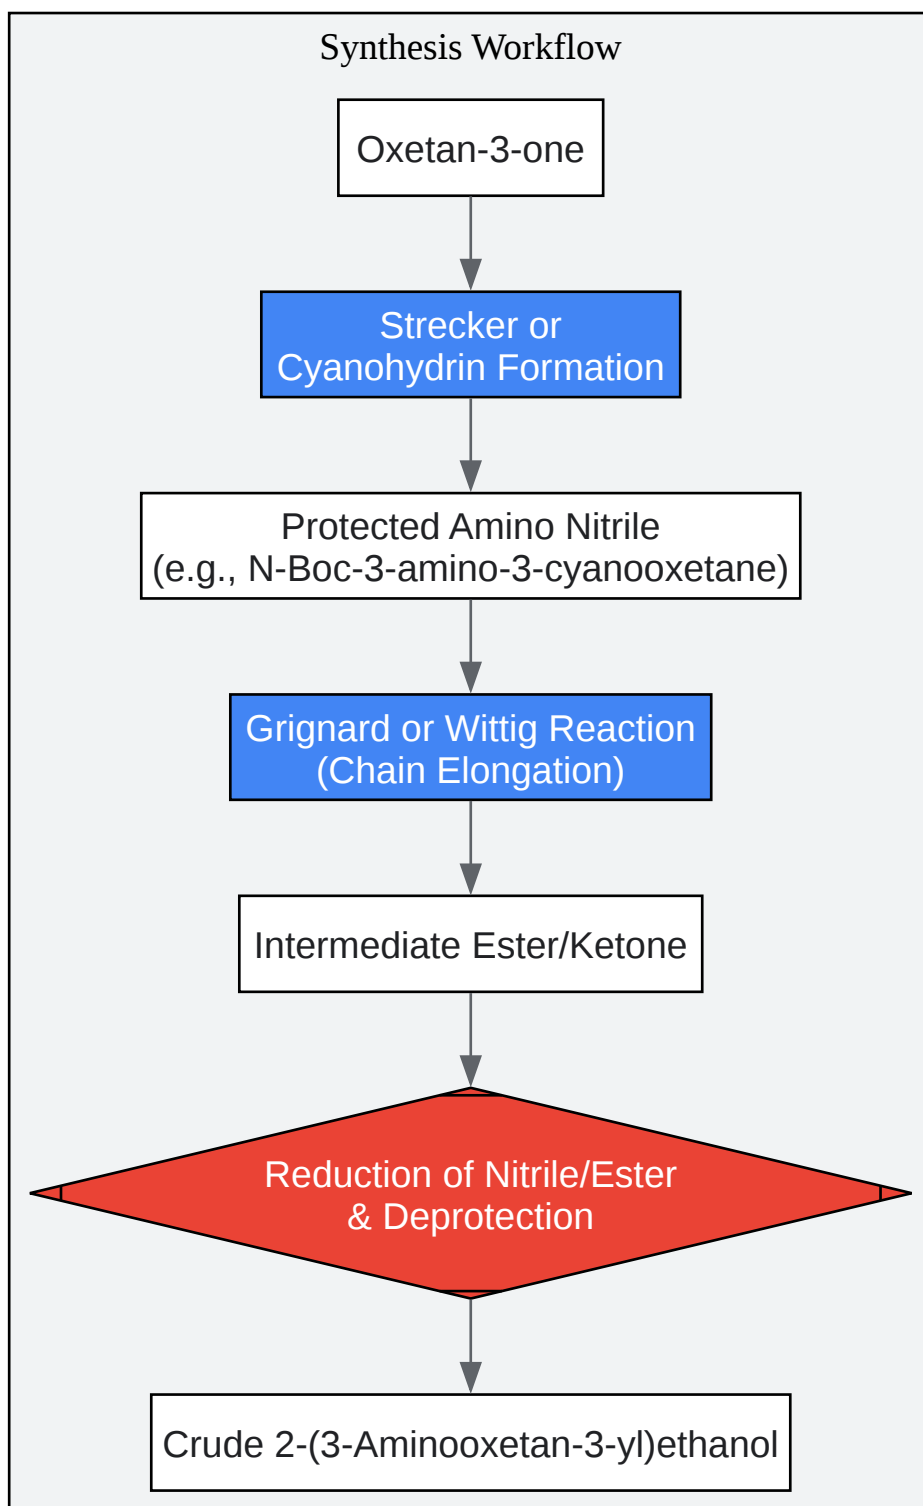 Synthesis Workflow
Oxetan-3-one
Strecker or
Cyanohydrin Formation
Protected Amino Nitrile
(e.g., N-Boc-3-amino-3-cyanooxetane)
Grignard or Wittig Reaction
(Chain Elongation)
Intermediate Ester/Ketone
Reduction of Nitrile/Ester
& Deprotection
Crude 2-(3-Aminooxetan-3-yl)ethanol